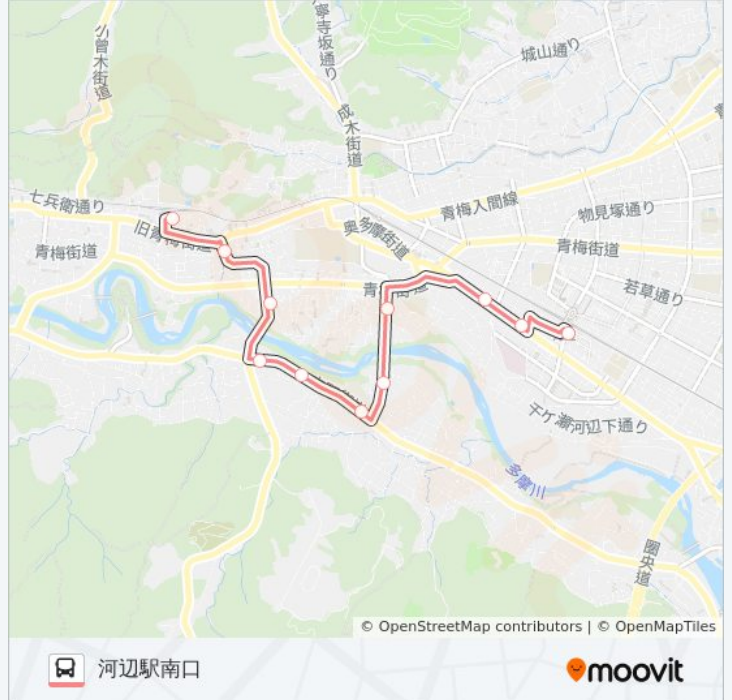 久曽木街道
寧寺坂通り
城山通り
成木街道
七兵衛通り
青梅入間線
物見塚通り
旧青梅街道
奥多摩街道
青梅街道
青梅街道
青梅街道
若草通り
千ケ瀬河辺下通り
多摩川
圏央道
© OpenStreetMap contributors | © OpenMapTiles
河辺駅南口
moovit